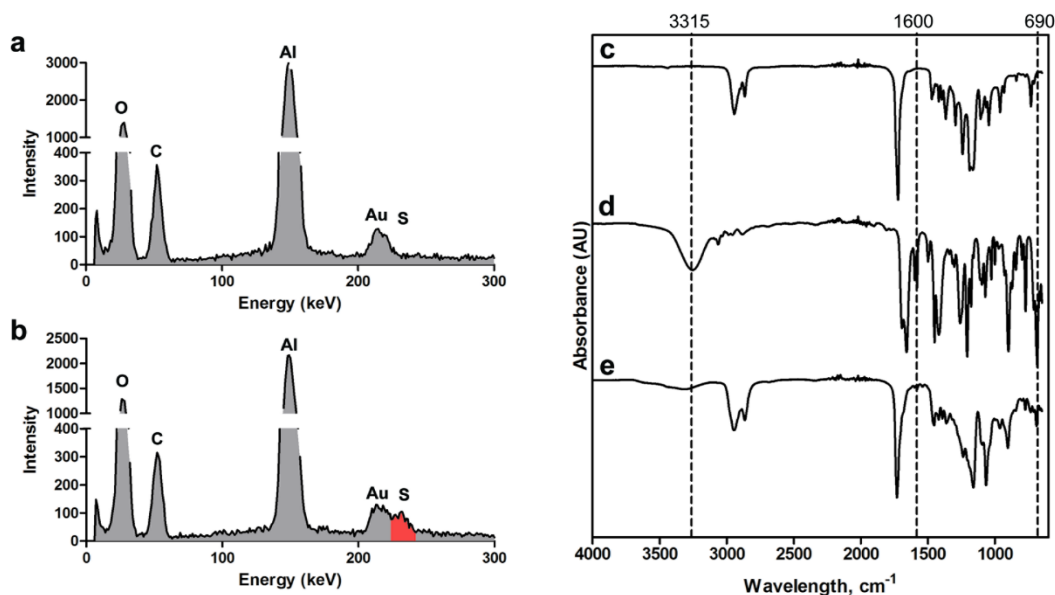 a
3000
2000
1000
400
300
200
100
0
Intensity
O
C
Al
Au S
0 100 200 300
Energy (keV)
b
2500
2000
1500
1000
400
300
200
100
0
Intensity
O
C
Al
Au S
0 100 200 300
Energy (keV)
3315 1600 690
c
d
e
Absorbance (AU)
4000 3500 3000 2500 2000 1500 1000
Wavelength, cm-1